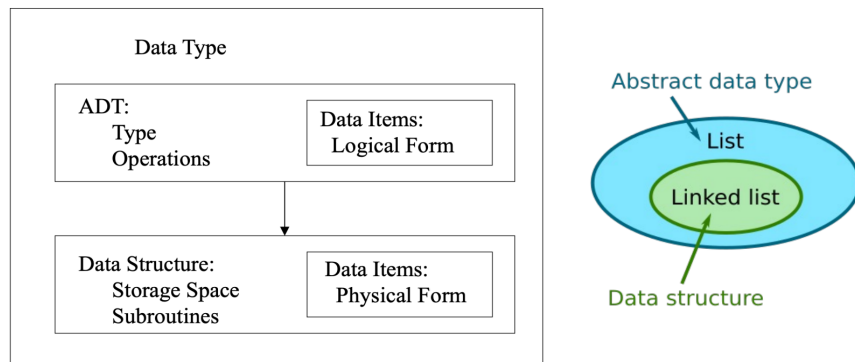 Data Type
ADT:
Type
Operations
Data Items:
Logical Form
Data Structure:
Storage Space
Subroutines
Data Items:
Physical Form
Abstract data type
List
Linked list
Data structure